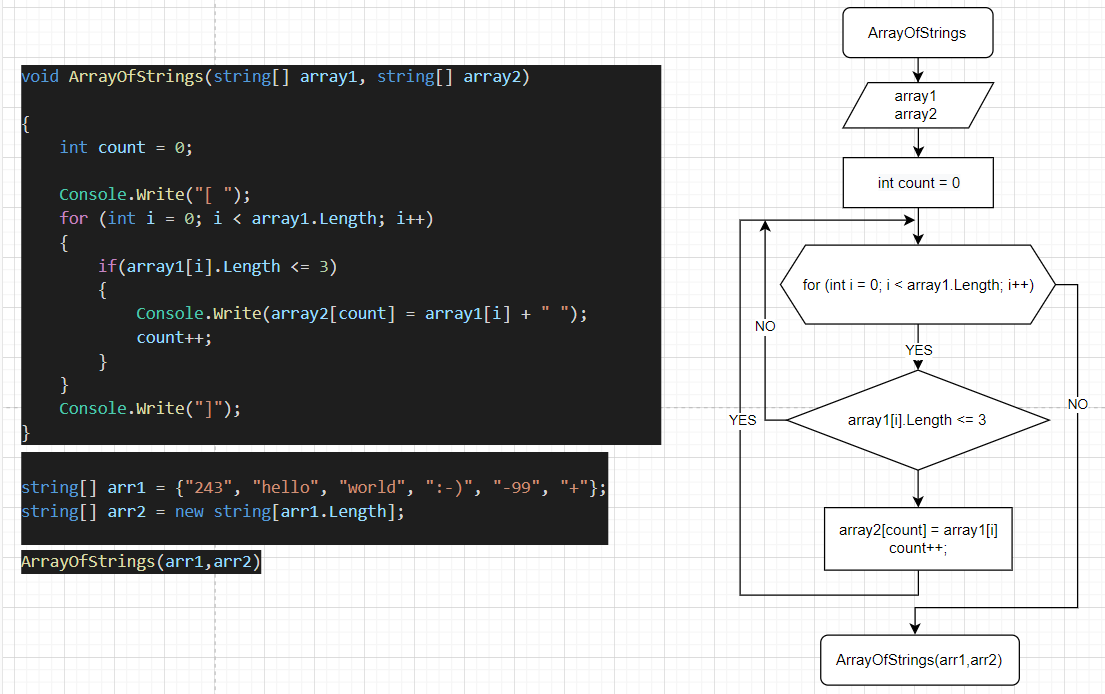 void ArrayOfStrings(string[] array1, string[] array2)
{
int count = 0;
Console.Write("[ ");
for (int i = 0; i < array1.Length; i++)
{
if(array1[i].Length <= 3)
{
Console.Write(array2[count] = array1[i] + " ");
count++;
}
}
Console.Write("]");
}
string[] arr1 = {"243", "hello", "world", ":-)", "-99", "+"};
string[] arr2 = new string[arr1.Length];
ArrayOfStrings(arr1,arr2)
ArrayOfStrings
array1
array2
int count = 0
for (int i = 0; i < array1.Length; i++)
NO
YES
NO
YES
array1[i].Length <= 3
array2[count] = array1[i]
count++;
ArrayOfStrings(arr1,arr2)